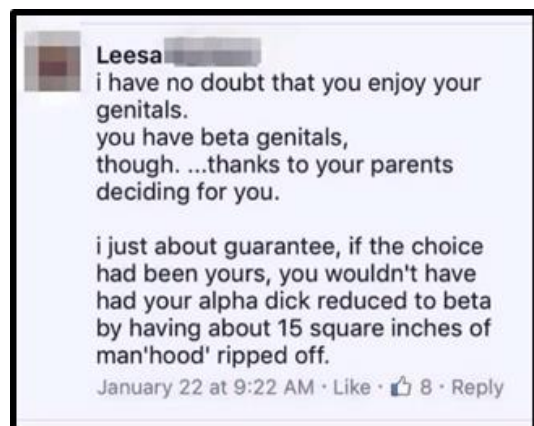 Leesa
i have no doubt that you enjoy your
genitals.
you have beta genitals,
though. ...thanks to your parents
deciding for you.
i just about guarantee, if the choice
had been yours, you wouldn't have
had your alpha dick reduced to beta
by having about 15 square inches of
man'hood' ripped off.
January 22 at 9:22 AM · Like · 8 · Reply